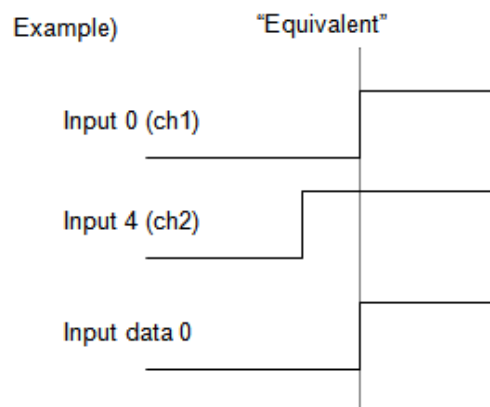 Example)
“Equivalent”
Input 0 (ch1)
Input 4 (ch2)
Input data 0